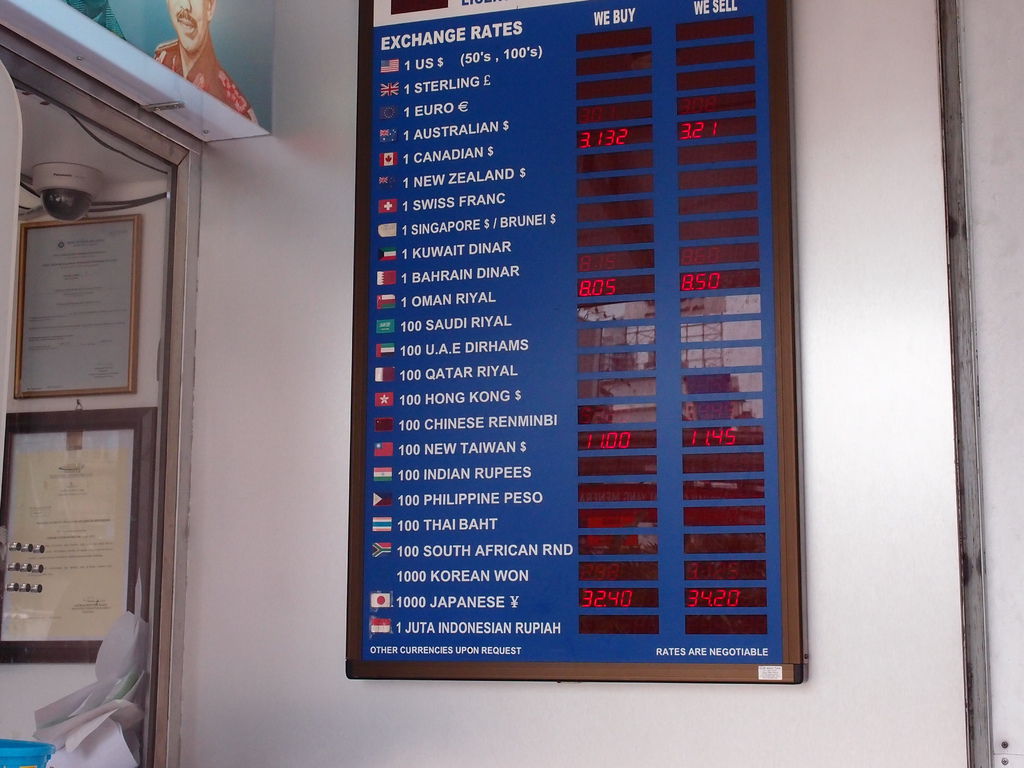 WE BUY WE SELL
EXCHANGE RATES
1 US $ (50's , 100's)
1 STERLING £
1 EURO €
1 AUSTRALIAN $
1 CANADIAN $ 3.132 3.21
1 NEW ZEALAND $
1 SWISS FRANC
1 SINGAPORE $ / BRUNEI $
1 KUWAIT DINAR
1 BAHRAIN DINAR
1 OMAN RIYAL 8.05 8.50
100 SAUDI RIYAL
100 U.A.E DIRHAMS
100 QATAR RIYAL
100 HONG KONG $
100 CHINESE RENMINBI
100 NEW TAIWAN $ 11.00 11.45
100 INDIAN RUPEES
100 PHILIPPINE PESO
100 THAI BAHT
100 SOUTH AFRICAN RND
1000 KOREAN WON
1000 JAPANESE ¥ 32.40 34.20
1 JUTA INDONESIAN RUPIAH
OTHER CURRENCIES UPON REQUEST RATES ARE NEGOTIABLE
Panasonic